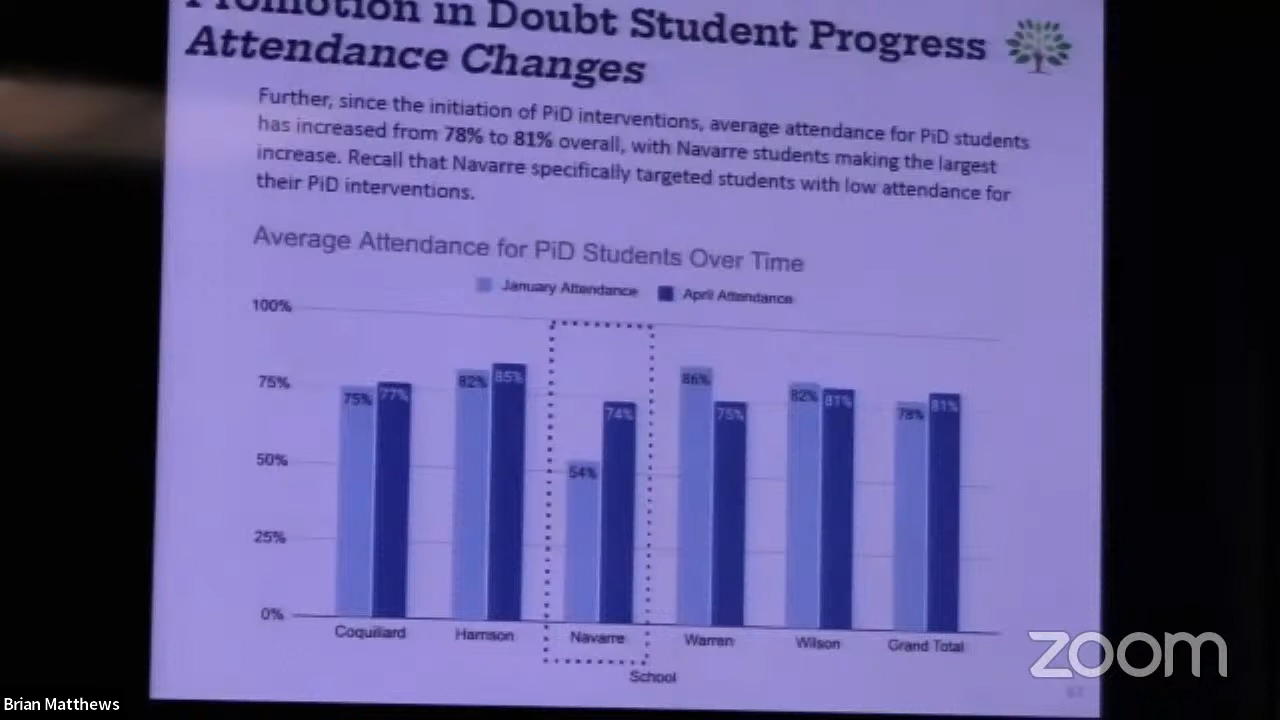 Promotion in Doubt Student Progress
Attendance Changes
Further, since the initiation of PiD interventions, average attendance for PiD students
has increased from 78% to 81% overall, with Navarre students making the largest
increase. Recall that Navarre specifically targeted students with low attendance for
their PiD interventions.
Average Attendance for PiD Students Over Time
January Attendance April Attendance
100%
75%
50%
25%
0%
75% 77% 82% 85% 54% 74% 86% 75% 82% 81% 78% 81%
Coquillard Harrison Navarre Warren Wilson Grand Total
School
zoom
Brian Matthews